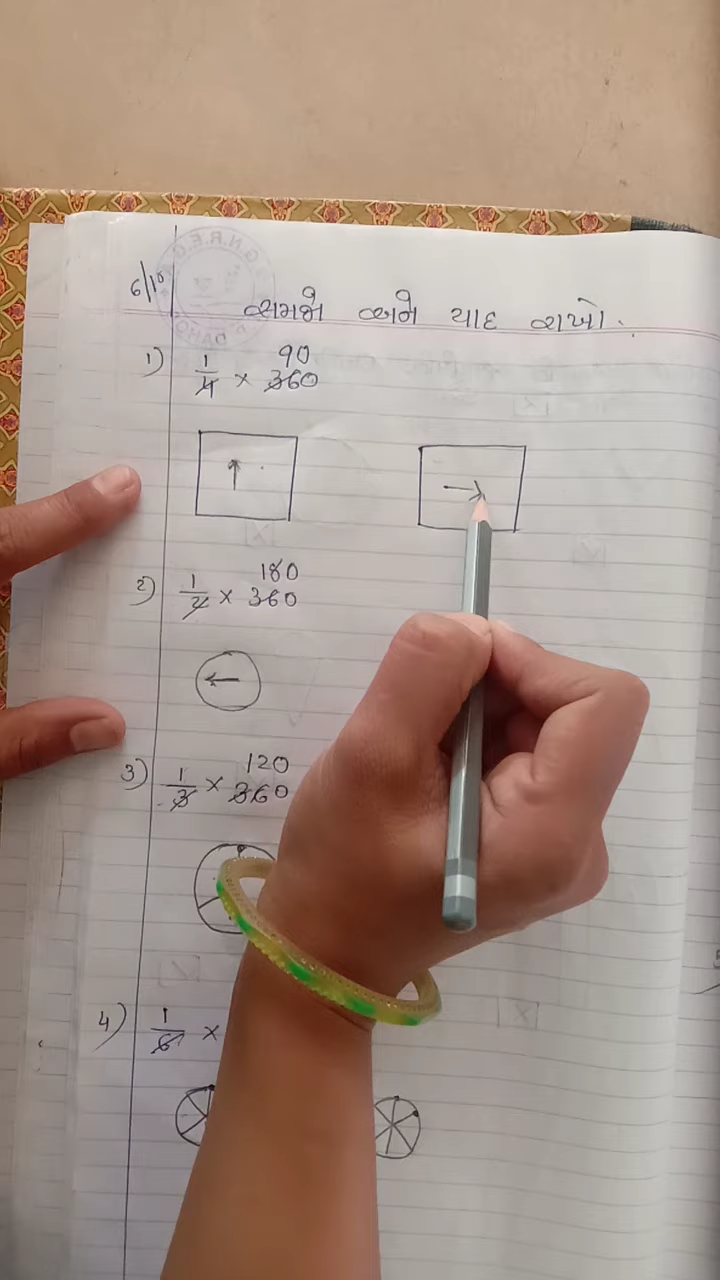 6/10
સમજો અને યાદ રાખો.
90
1) 1/4 × 360
180
2) 1/2 × 360
120
3) 1/3 × 360
4) 1/6 ×